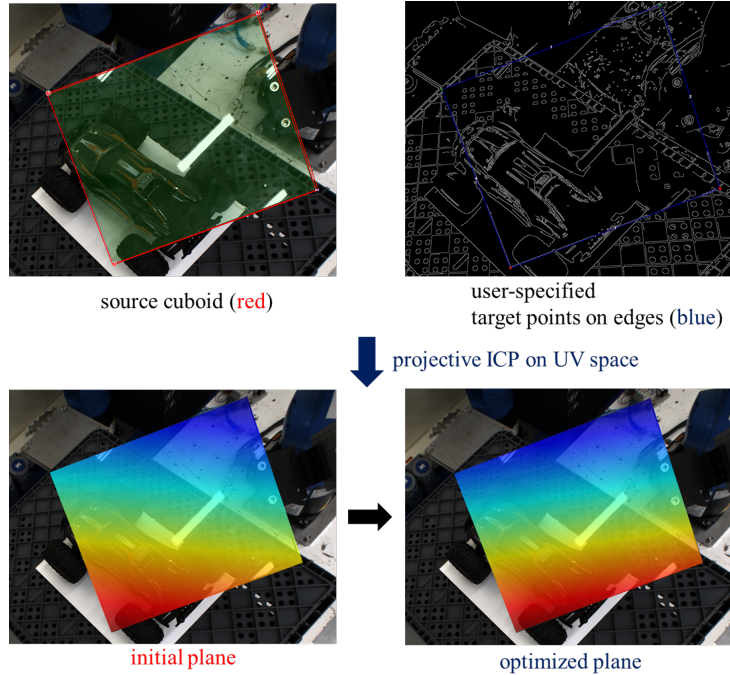 source cuboid (red)
user-specified
target points on edges (blue)
projective ICP on UV space
initial plane
optimized plane